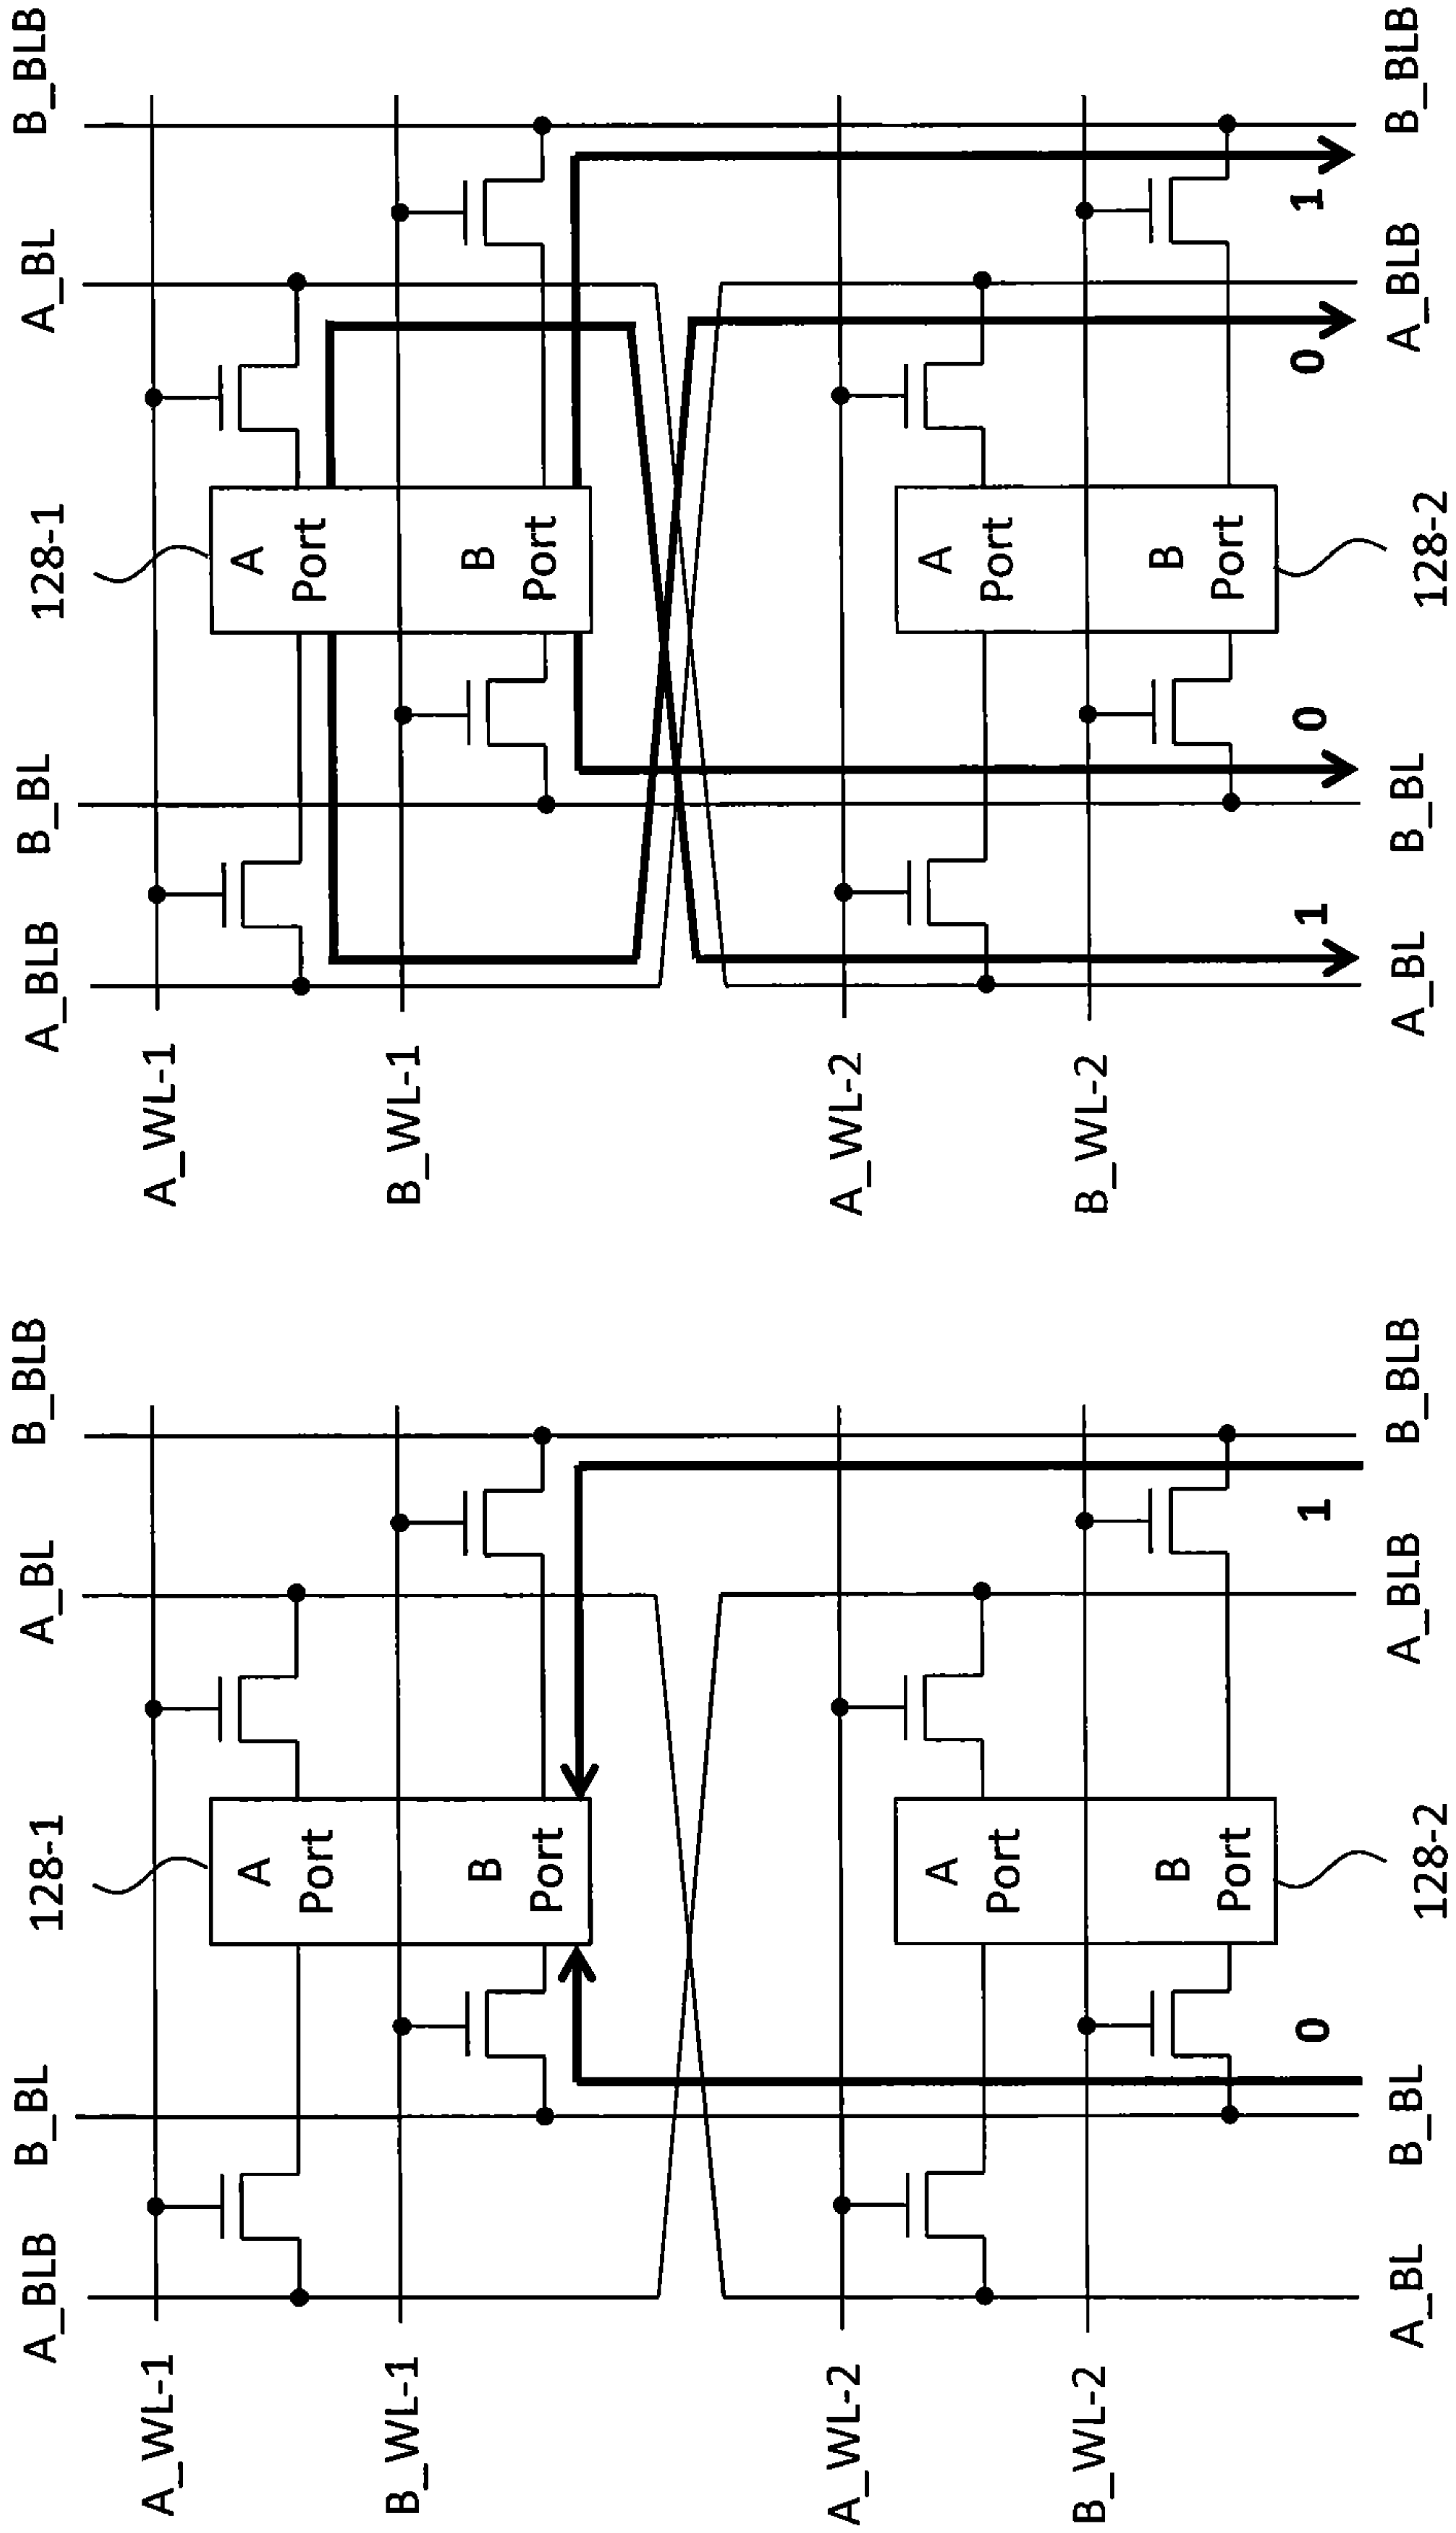 A_BLB B_BL 128-1 A_BL B_BLB
A_WL-1
A
Port
B_WL-1
B
Port
A_WL-2
A
Port
B_WL-2
B
Port
0 1
A_BL B_BL 128-2 A_BLB B_BLB
A_BLB B_BL 128-1 A_BL B_BLB
A_WL-1
A
Port
B_WL-1
B
Port
A_WL-2
A
Port
B_WL-2
B
Port
1 0 0 1
A_BL B_BL 128-2 A_BLB B_BLB